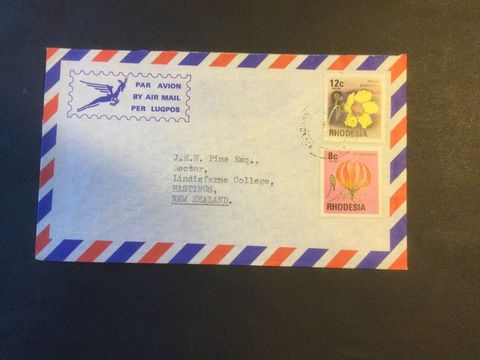 PAR AVION
BY AIR MAIL
PER LUGPOS
12c
RHODESIA
8c
RHODESIA
J.H.N. Pine Esq.,
Rector,
Lindisfarne College,
HASTINGS,
NEW ZEALAND.